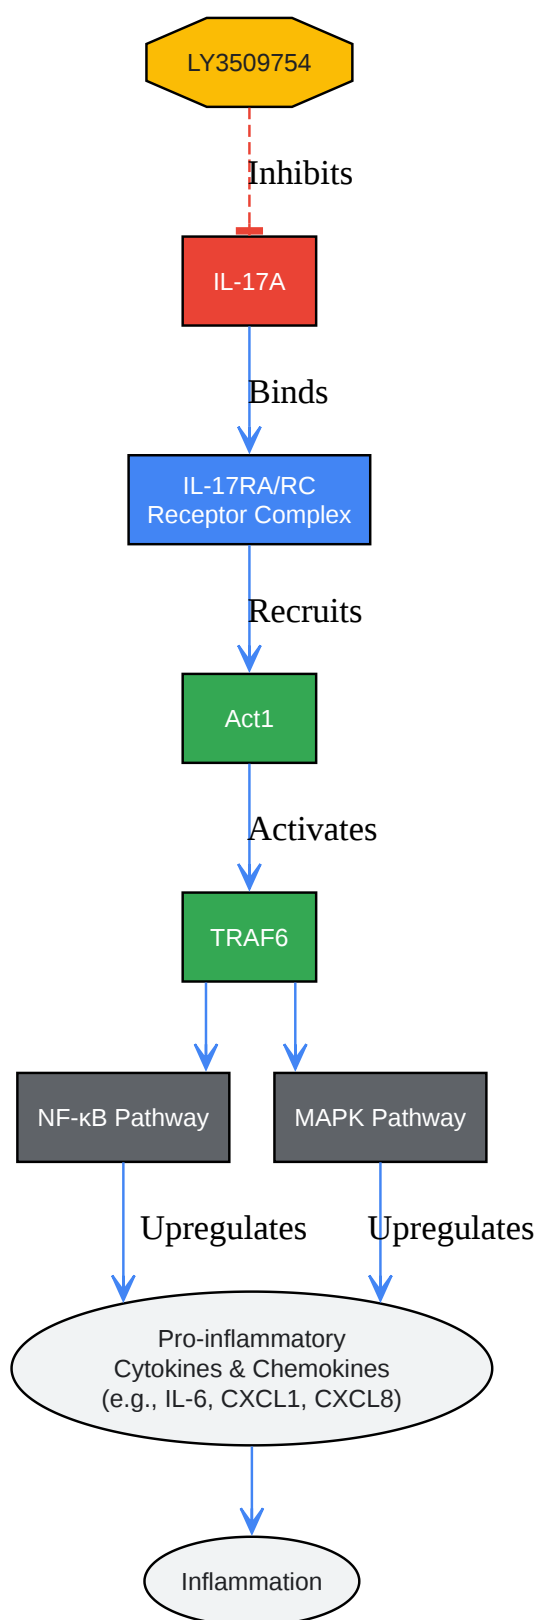 LY3509754
Inhibits
IL-17A
Binds
IL-17RA/RC
Receptor Complex
Recruits
Act1
Activates
TRAF6
NF-κB Pathway
MAPK Pathway
Upregulates
Upregulates
Pro-inflammatory
Cytokines & Chemokines
(e.g., IL-6, CXCL1, CXCL8)
Inflammation